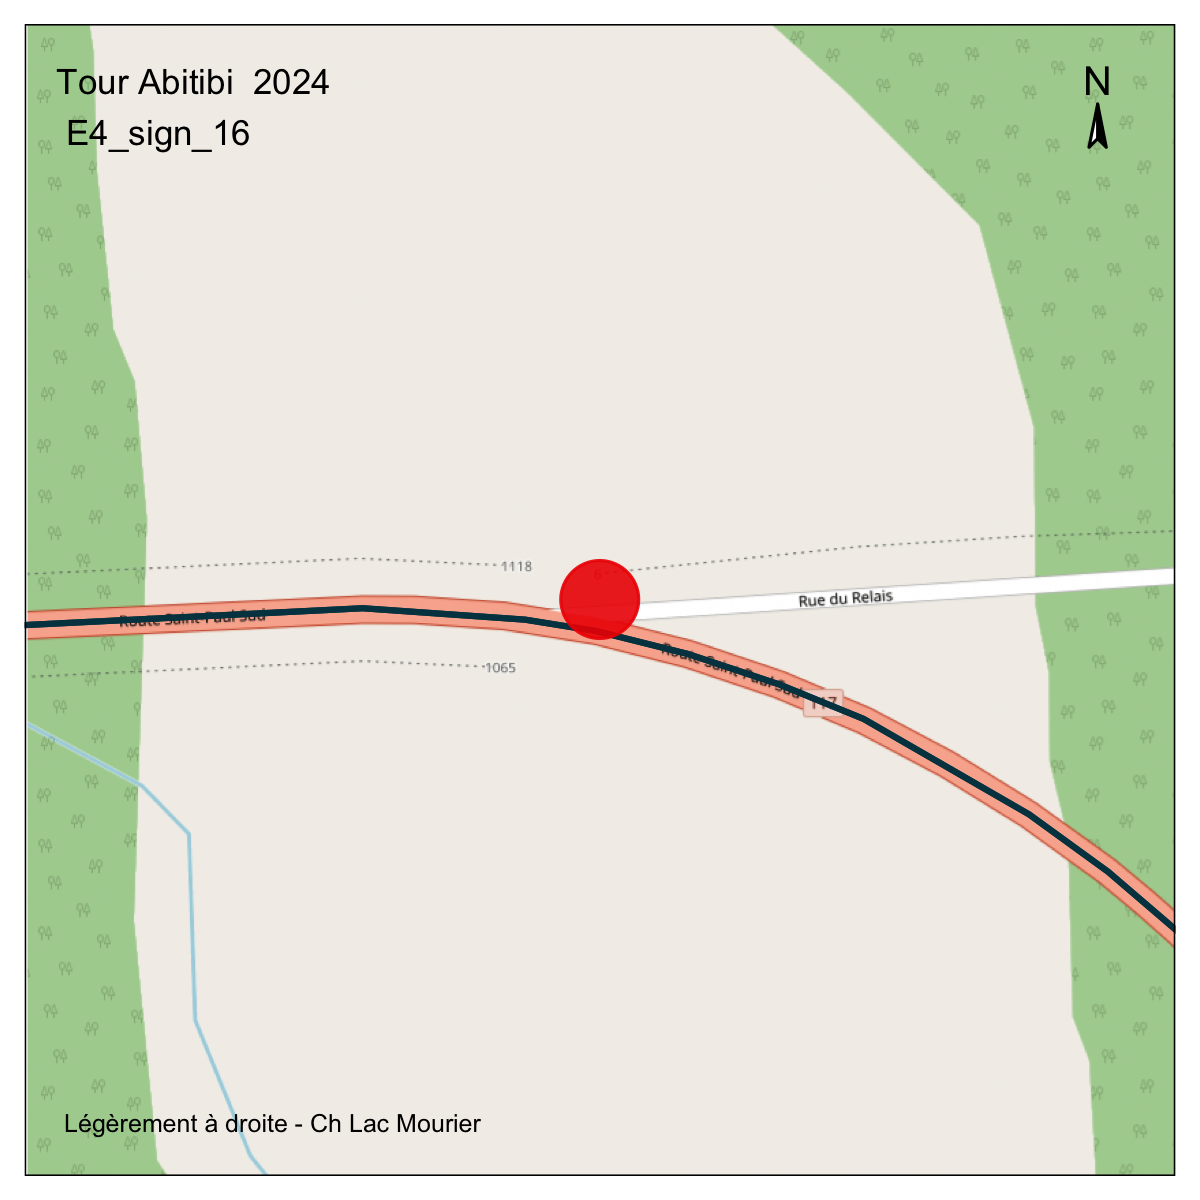 Tour Abitibi 2024
N
E4_sign_16
1118
Rue du Relais
Route Saint-Paul Sud
1065
Route Saint-Paul Sud
117
Légèrement à droite - Ch Lac Mourier